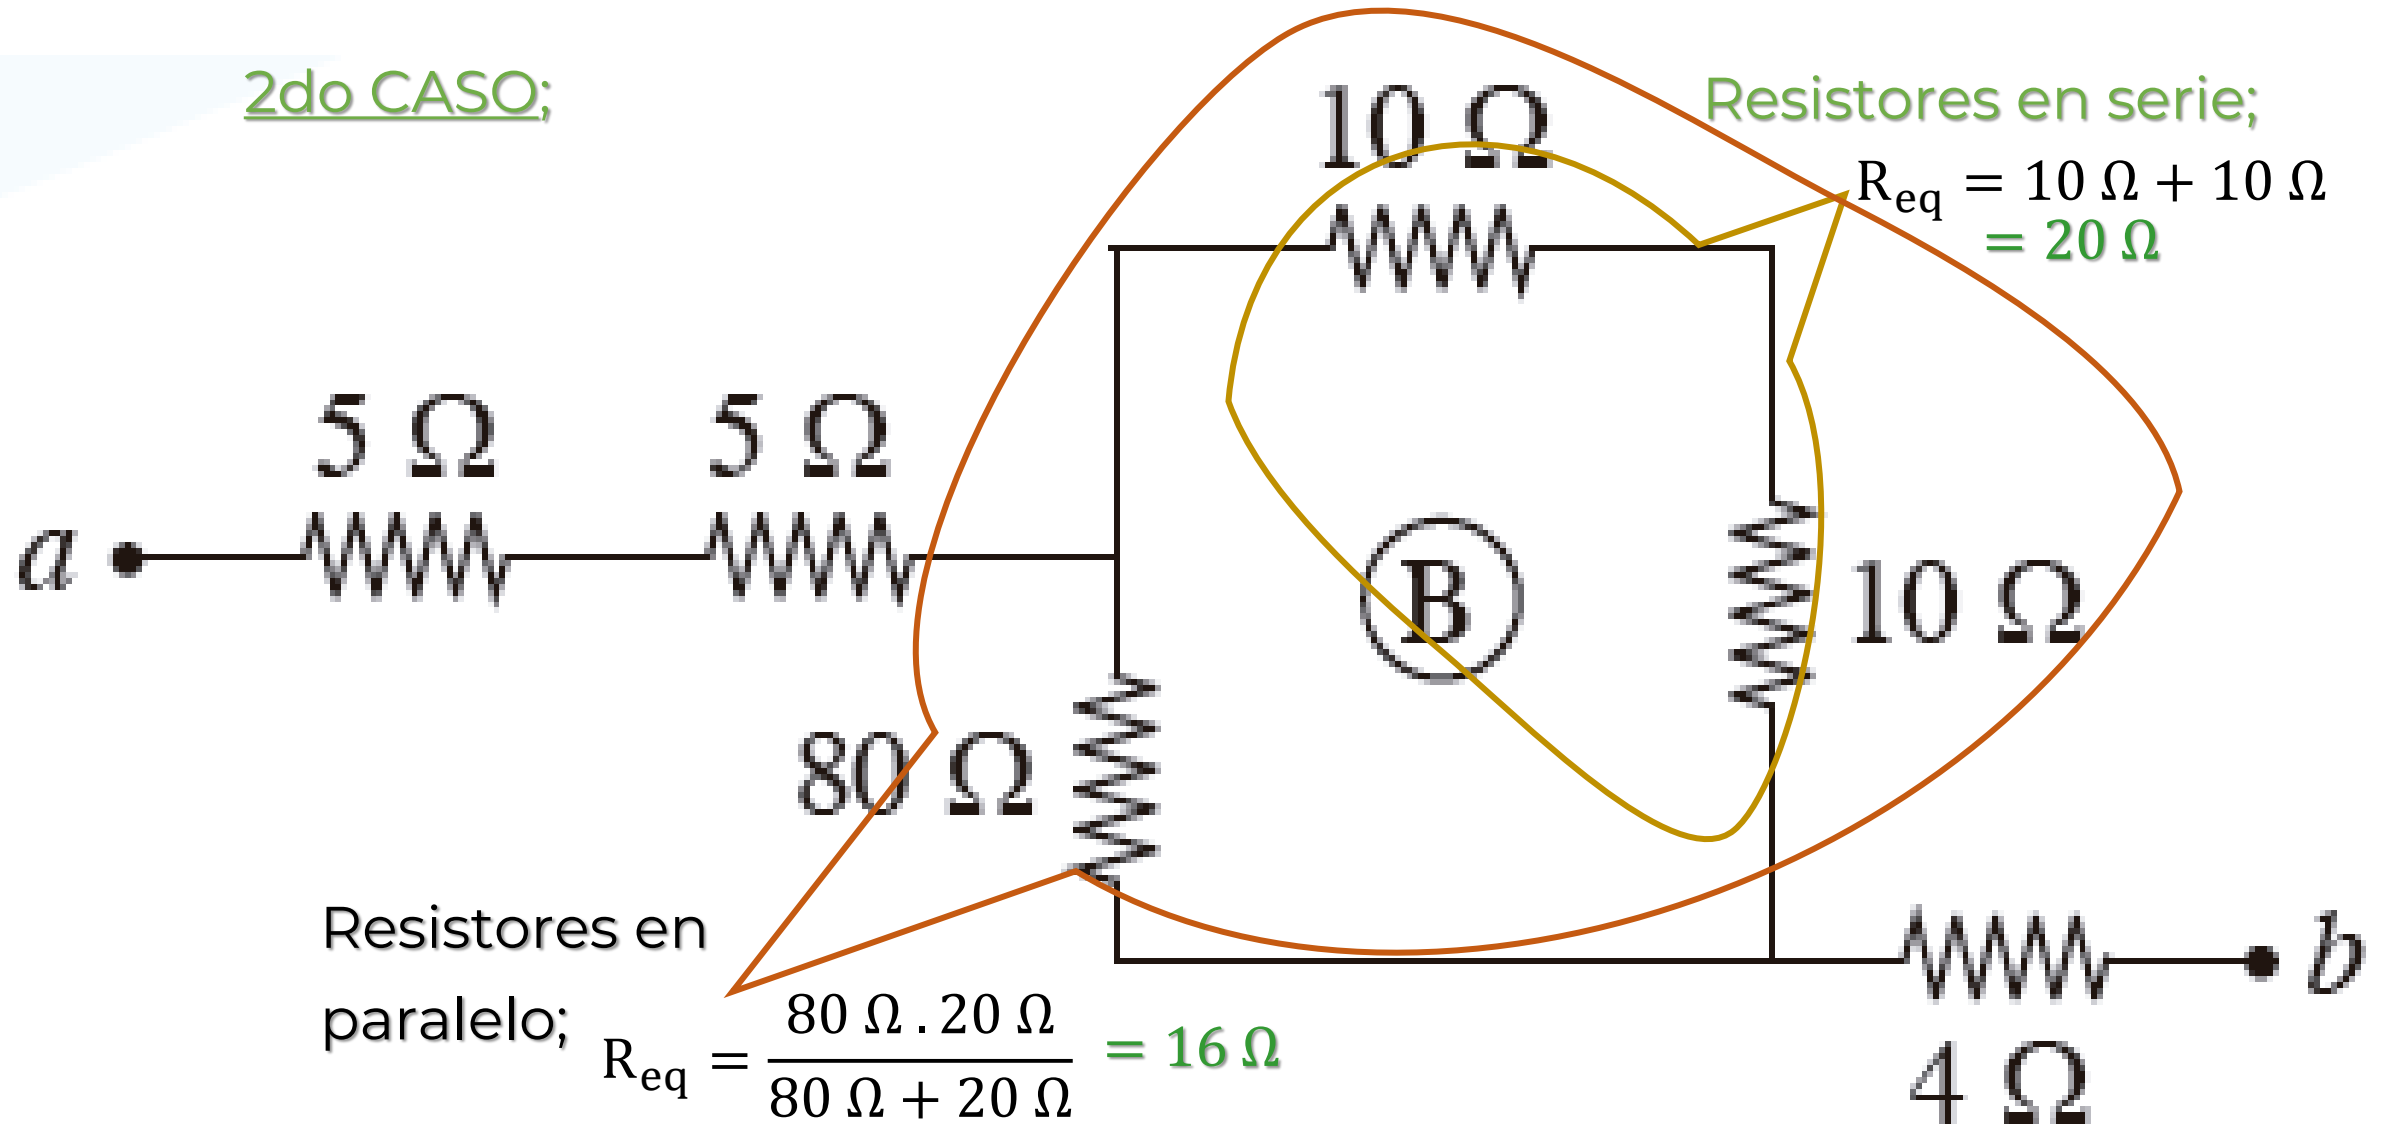 2do CASO;
Resistores en serie;
10 Ω
R_eq = 10 Ω + 10 Ω
= 20 Ω
5 Ω
5 Ω
a
B
10 Ω
80 Ω
Resistores en
paralelo;
R_eq = (80 Ω . 20 Ω) / (80 Ω + 20 Ω) = 16 Ω
b
4 Ω